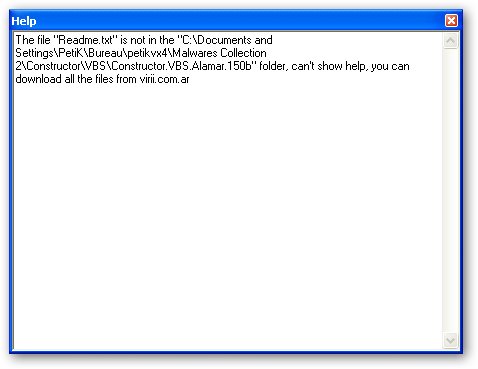 Help
The file "Readme.txt" is not in the "C:\Documents and
Settings\PetiK\Bureau\petikvx4\Malwares Collection
2\Constructor\VBS\Constructor.VBS.Alamar.150b" folder, can't show help, you can
download all the files from virii.com.ar